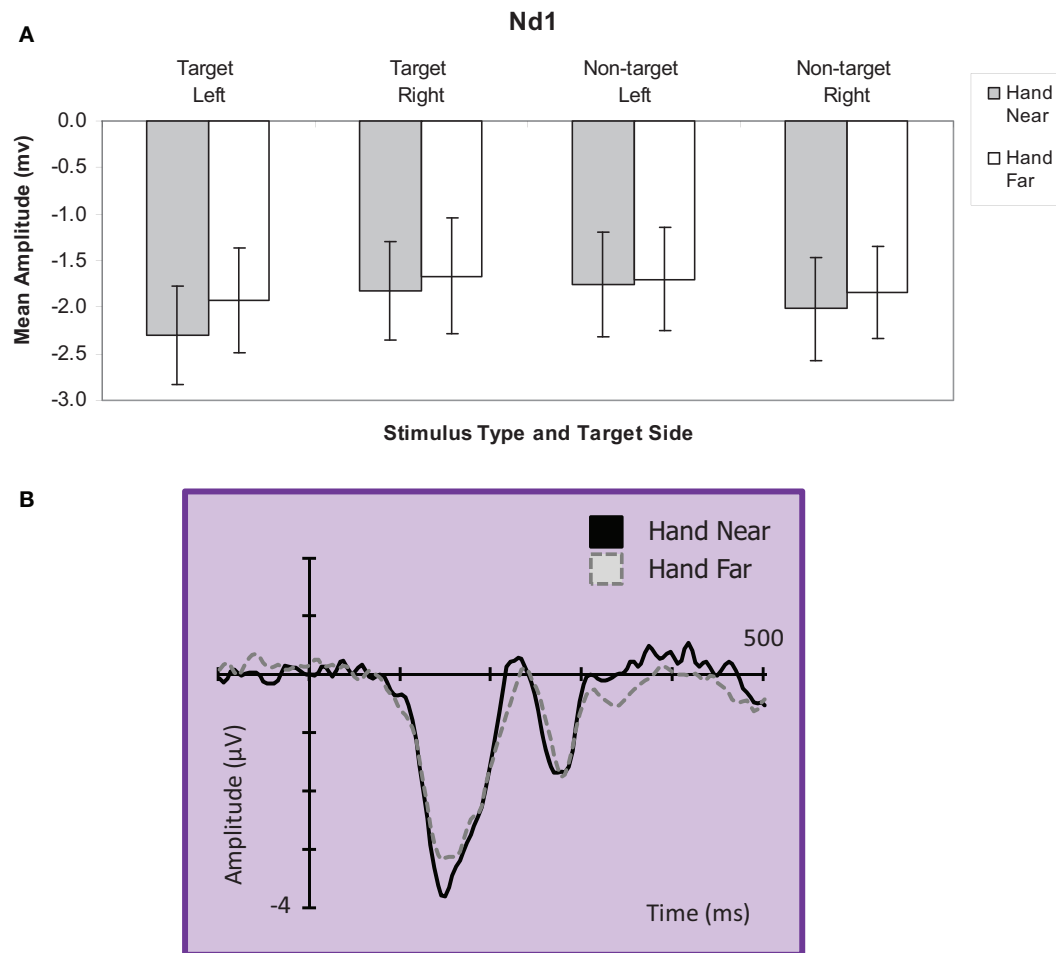 Nd1
A
Target
Left
Target
Right
Non-target
Left
Non-target
Right
Hand
Near
Hand
Far
0.0
-0.5
-1.0
-1.5
-2.0
-2.5
-3.0
Mean Amplitude (mv)
Stimulus Type and Target Side
B
Hand Near
Hand Far
500
Amplitude (µV)
-4
Time (ms)